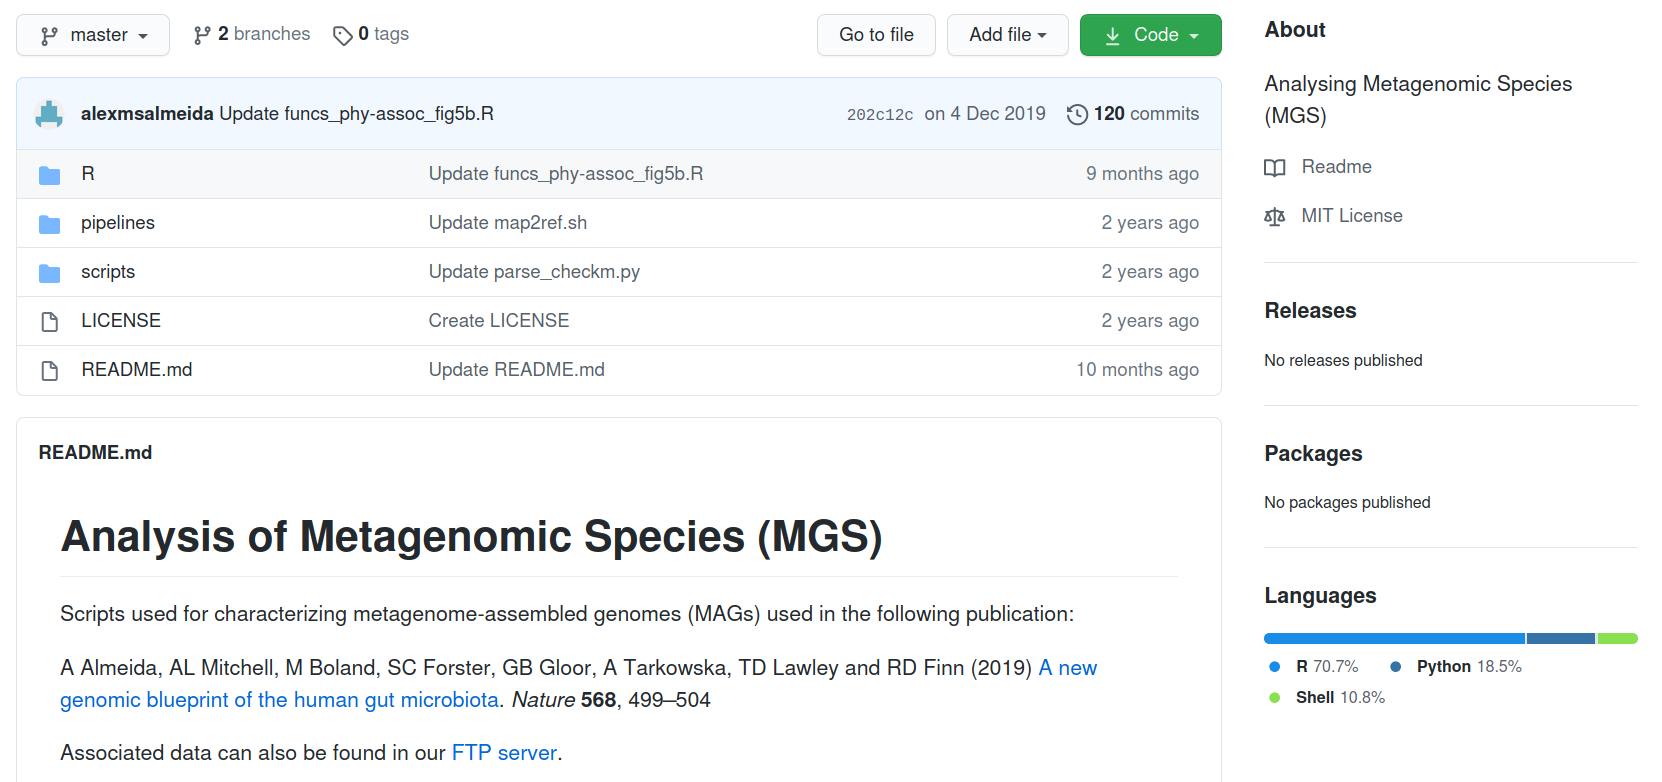 master
2 branches
0 tags
Go to file
Add file
Code
alexmsalmeida Update funcs_phy-assoc_fig5b.R
202c12c on 4 Dec 2019
120 commits
R
Update funcs_phy-assoc_fig5b.R
9 months ago
pipelines
Update map2ref.sh
2 years ago
scripts
Update parse_checkm.py
2 years ago
LICENSE
Create LICENSE
2 years ago
README.md
Update README.md
10 months ago
README.md
Analysis of Metagenomic Species (MGS)
Scripts used for characterizing metagenome-assembled genomes (MAGs) used in the following publication:
A Almeida, AL Mitchell, M Boland, SC Forster, GB Gloor, A Tarkowska, TD Lawley and RD Finn (2019) A new
genomic blueprint of the human gut microbiota. Nature 568, 499–504
Associated data can also be found in our FTP server.
About
Analysing Metagenomic Species
(MGS)
Readme
MIT License
Releases
No releases published
Packages
No packages published
Languages
R 70.7%
Python 18.5%
Shell 10.8%